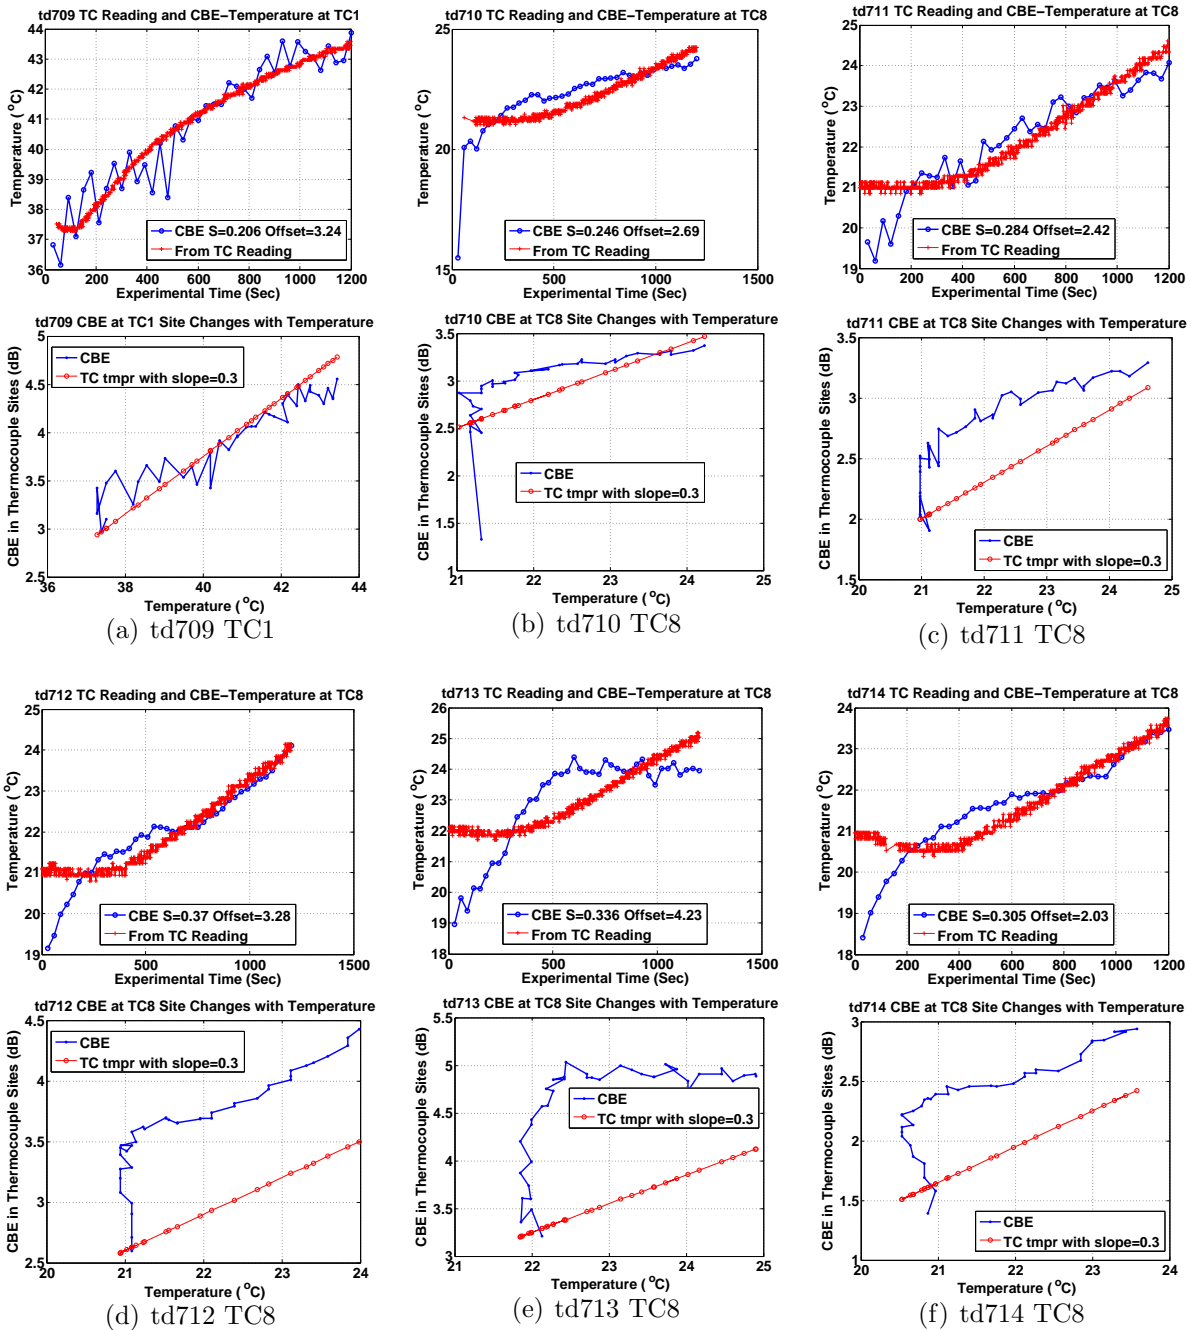 td709 TC Reading and CBE−Temperature at TC1
44
43
42
41
40
39
38
37
36
0 200 400 600 800 1000 1200
Temperature ( °C)
Experimental Time (Sec)
CBE S=0.206 Offset=3.24
From TC Reading
td709 CBE at TC1 Site Changes with Temperature
5
4.5
4
3.5
3
2.5
36 38 40 42 44
CBE in Thermocouple Sites (dB)
Temperature ( °C)
CBE
TC tmpr with slope=0.3
(a) td709 TC1
td710 TC Reading and CBE−Temperature at TC8
25
20
15
0 500 1000 1500
Temperature ( °C)
Experimental Time (Sec)
CBE S=0.246 Offset=2.69
From TC Reading
td710 CBE at TC8 Site Changes with Temperature
3.5
3
2.5
2
1.5
1
21 22 23 24 25
CBE in Thermocouple Sites (dB)
Temperature ( °C)
CBE
TC tmpr with slope=0.3
(b) td710 TC8
td711 TC Reading and CBE−Temperature at TC8
25
24
23
22
21
20
19
0 200 400 600 800 1000 1200
Temperature ( °C)
Experimental Time (Sec)
CBE S=0.284 Offset=2.42
From TC Reading
td711 CBE at TC8 Site Changes with Temperature
3.5
3
2.5
2
1.5
20 21 22 23 24 25
CBE in Thermocouple Sites (dB)
Temperature ( °C)
CBE
TC tmpr with slope=0.3
(c) td711 TC8
td712 TC Reading and CBE−Temperature at TC8
25
24
23
22
21
20
19
0 500 1000 1500
Temperature ( °C)
Experimental Time (Sec)
CBE S=0.37 Offset=3.28
From TC Reading
td712 CBE at TC8 Site Changes with Temperature
4.5
4
3.5
3
2.5
20 21 22 23 24
CBE in Thermocouple Sites (dB)
Temperature ( °C)
CBE
TC tmpr with slope=0.3
(d) td712 TC8
td713 TC Reading and CBE−Temperature at TC8
26
25
24
23
22
21
20
19
18
0 500 1000 1500
Temperature ( °C)
Experimental Time (Sec)
CBE S=0.336 Offset=4.23
From TC Reading
td713 CBE at TC8 Site Changes with Temperature
5.5
5
4.5
4
3.5
3
21 22 23 24 25
CBE in Thermocouple Sites (dB)
Temperature ( °C)
CBE
TC tmpr with slope=0.3
(e) td713 TC8
td714 TC Reading and CBE−Temperature at TC8
24
23
22
21
20
19
18
0 200 400 600 800 1000 1200
Temperature ( °C)
Experimental Time (Sec)
CBE S=0.305 Offset=2.03
From TC Reading
td714 CBE at TC8 Site Changes with Temperature
3
2.5
2
1.5
1
20 21 22 23 24
CBE in Thermocouple Sites (dB)
Temperature ( °C)
CBE
TC tmpr with slope=0.3
(f) td714 TC8